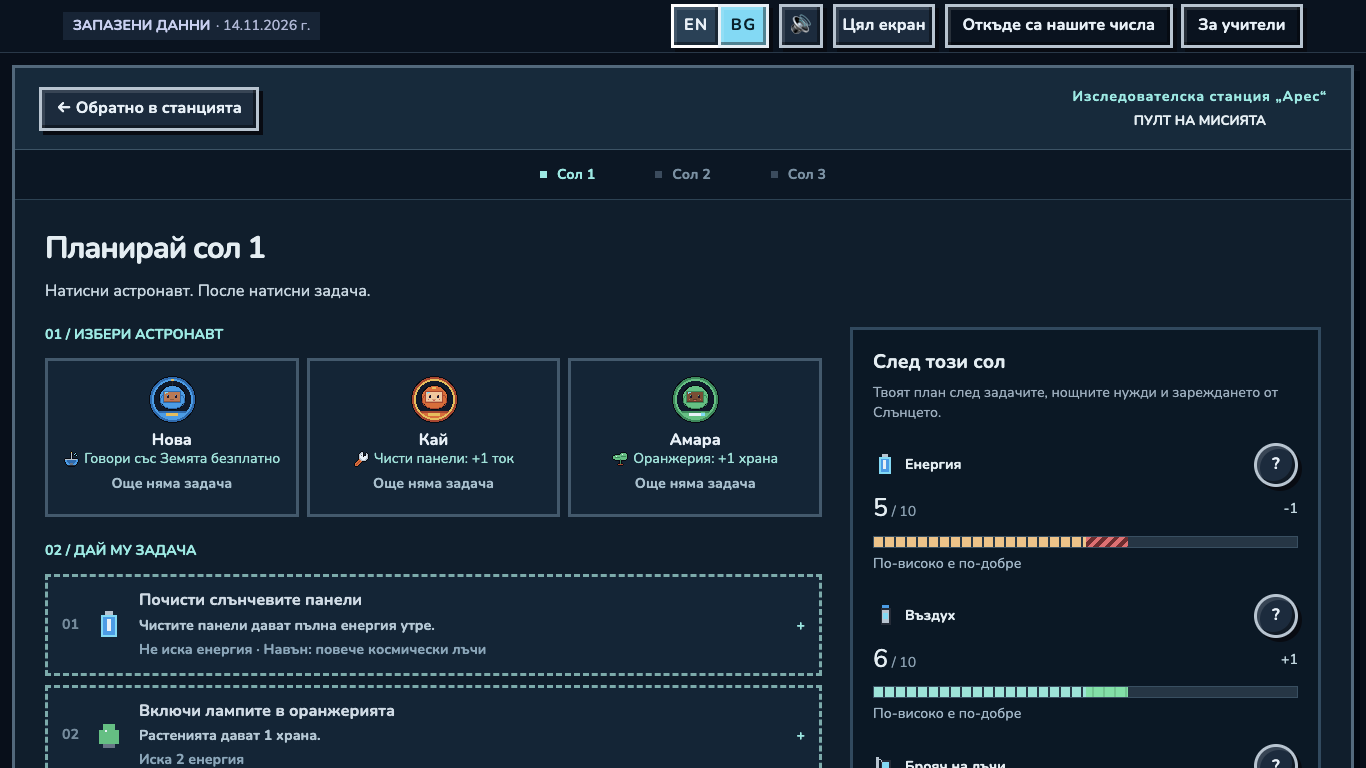 ЗАПАЗЕНИ ДАННИ · 14.11.2026 г.
EN BG
Цял екран
Откъде са нашите числа
За учители
← Обратно в станцията
Изследователска станция „Арес“
ПУЛТ НА МИСИЯТА
Сол 1
Сол 2
Сол 3
Планирай сол 1
Натисни астронавт. После натисни задача.
01 / ИЗБЕРИ АСТРОНАВТ
Нова
Говори със Земята безплатно
Още няма задача
Кай
Чисти панели: +1 ток
Още няма задача
Амара
Оранжерия: +1 храна
Още няма задача
02 / ДАЙ МУ ЗАДАЧА
01
Почисти слънчевите панели
Чистите панели дават пълна енергия утре.
Не иска енергия · Навън: повече космически лъчи
+
02
Включи лампите в оранжерията
Растенията дават 1 храна.
Иска 2 енергия
+
След този сол
Твоят план след задачите, нощните нужди и зареждането от
Слънцето.
Енергия
?
5 / 10
-1
По-високо е по-добре
Въздух
?
6 / 10
+1
По-високо е по-добре
Брояч на лъчи
?